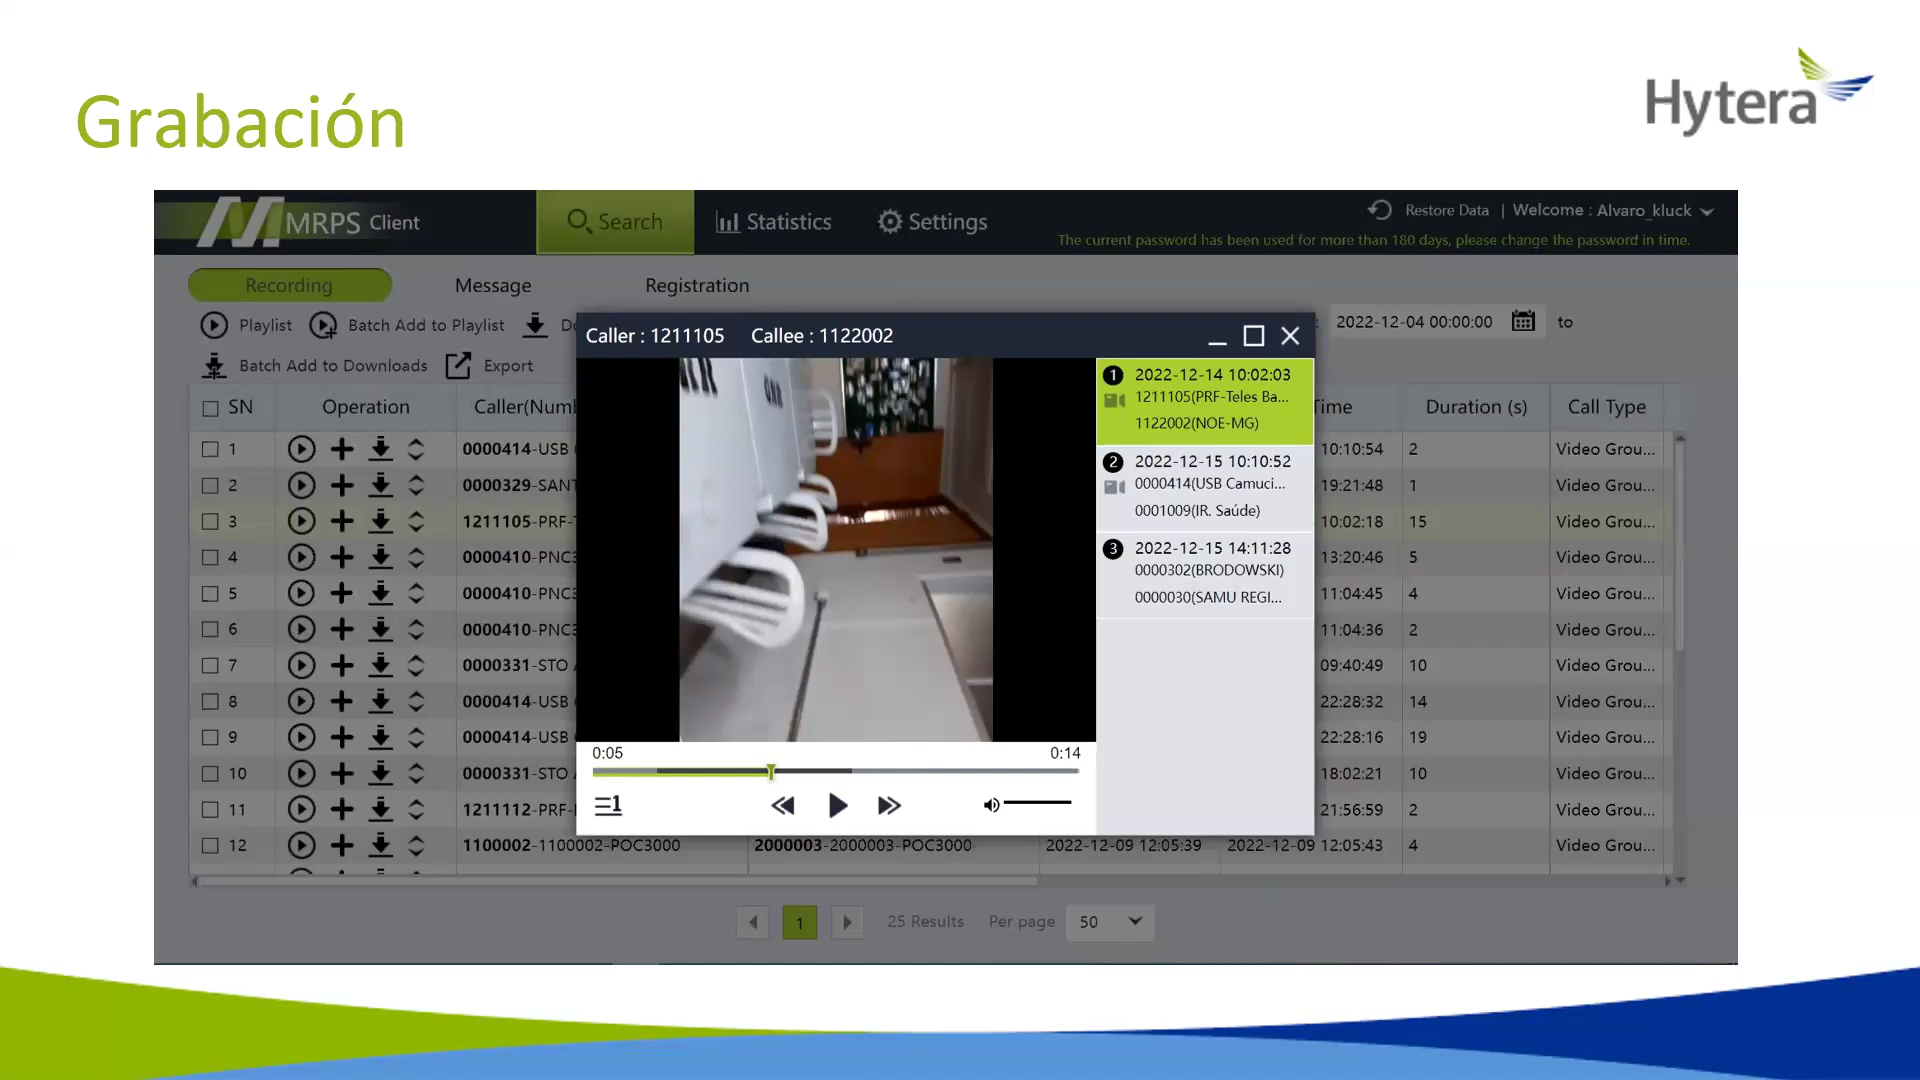 Grabación
Hytera
MRPS Client
Search
Statistics
Settings
Restore Data | Welcome : Alvaro_kluck
The current password has been used for more than 180 days, please change the password in time.
Recording Message Registration
Playlist Batch Add to Playlist
2022-12-04 00:00:00 to
Batch Add to Downloads Export
Caller : 1211105 Callee : 1122002
1 2022-12-14 10:02:03
1211105(PRF-Teles Ba...
1122002(NOE-MG)
2 2022-12-15 10:10:52
0000414(USB Camuci...
0001009(IR. Saúde)
3 2022-12-15 14:11:28
0000302(BRODOWSKI)
0000030(SAMU REGI...
0:05 0:14
1
SN Operation Caller(Num Time Duration (s) Call Type
1 0000414-USB 10:10:54 2 Video Grou...
2 0000329-SANT 19:21:48 1 Video Grou...
3 1211105-PRF- 10:02:18 15 Video Grou...
4 0000410-PNC3 13:20:46 5 Video Grou...
5 0000410-PNC3 11:04:45 4 Video Grou...
6 0000410-PNC3 11:04:36 2 Video Grou...
7 0000331-STO 09:40:49 10 Video Grou...
8 0000414-USB 22:28:32 14 Video Grou...
9 0000414-USB 22:28:16 19 Video Grou...
10 0000331-STO 18:02:21 10 Video Grou...
11 1211112-PRF- 21:56:59 2 Video Grou...
12 1100002-1100002-POC3000 2000003-2000003-POC3000 2022-12-09 12:05:39 2022-12-09 12:05:43 4 Video Grou...
1 25 Results Per page 50